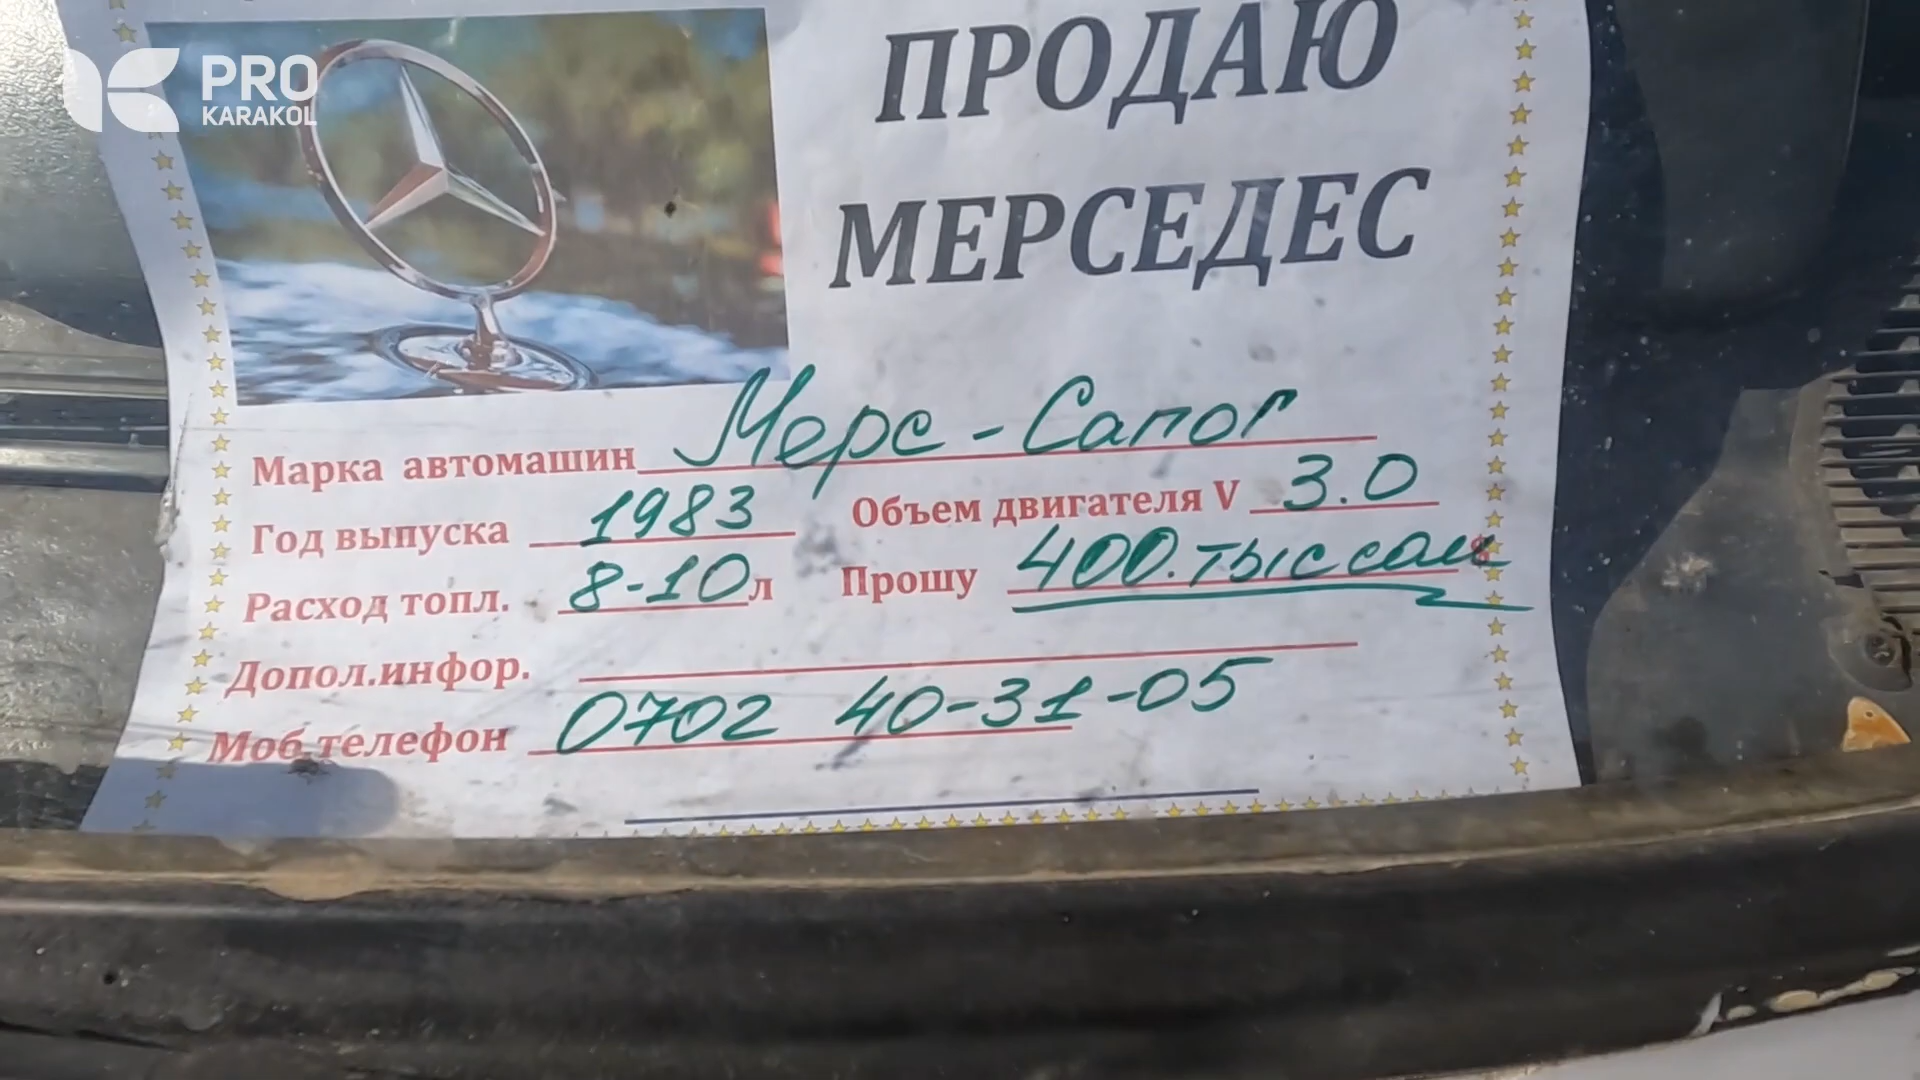 PRO
KARAKOL
ПРОДАЮ
МЕРСЕДЕС
Марка автомашин Мерс - Сапог
Год выпуска 1983 Объем двигателя V 3.0
Расход топл. 8-10л Прошу 400.тыс сом
Допол.инфор.
Моб.телефон 0702 40-31-05